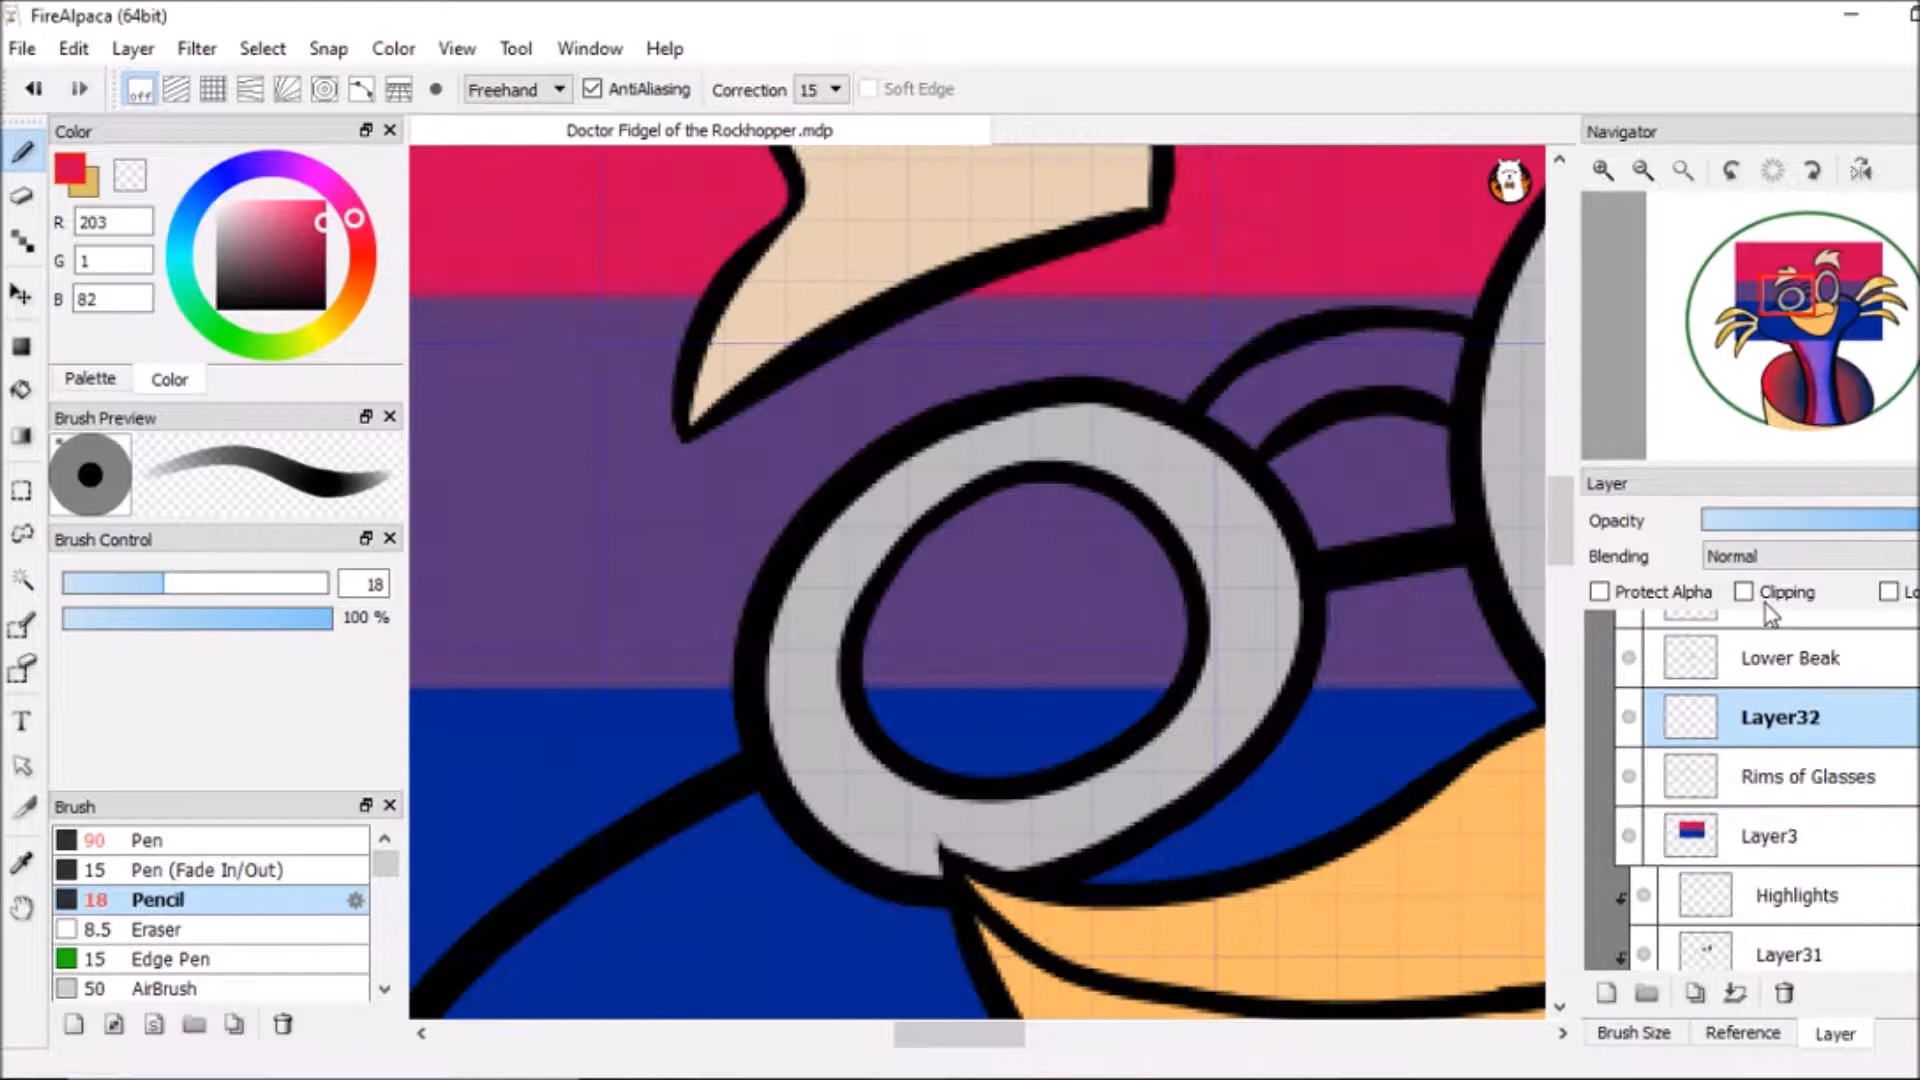 FireAlpaca (64bit)
File Edit Layer Filter Select Snap Color View Tool Window Help
off Freehand AntiAliasing Correction 15 Soft Edge
Color
R 203
G 1
B 82
Palette Color
Brush Preview
Brush Control
18
100 %
Brush
90 Pen
15 Pen (Fade In/Out)
18 Pencil
8.5 Eraser
15 Edge Pen
50 AirBrush
Doctor Fidgel of the Rockhopper.mdp
Navigator
Layer
Opacity
Blending Normal
Protect Alpha Clipping Lo
Lower Beak
Layer32
Rims of Glasses
Layer3
Highlights
Layer31
Brush Size Reference Layer